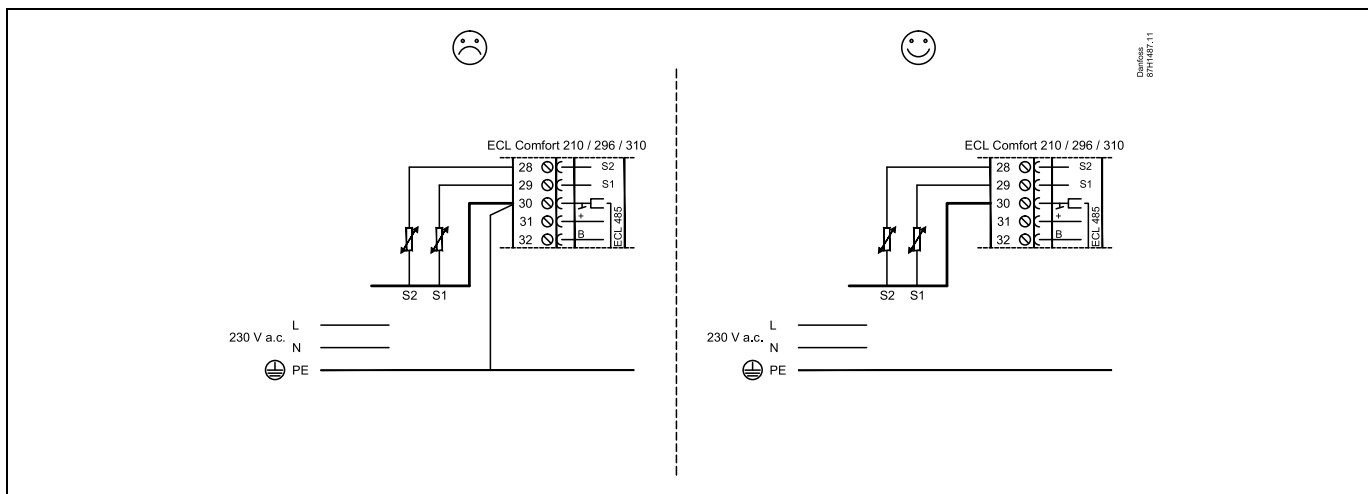 Danfoss
87H1487.11
ECL Comfort 210 / 296 / 310
28 S2
29 S1
30
31 +
32 B
ECL 485
S2 S1
L
230 V a.c.
N
PE
ECL Comfort 210 / 296 / 310
28 S2
29 S1
30
31 +
32 B
ECL 485
S2 S1
L
230 V a.c.
N
PE